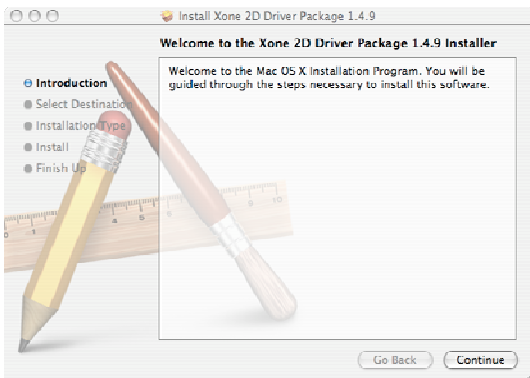 Install Xone 2D Driver Package 1.4.9
Welcome to the Xone 2D Driver Package 1.4.9 Installer
Introduction
Select Destination
Installation Type
Install
Finish Up
Welcome to the Mac OS X Installation Program. You will be
guided through the steps necessary to install this software.
Go Back
Continue